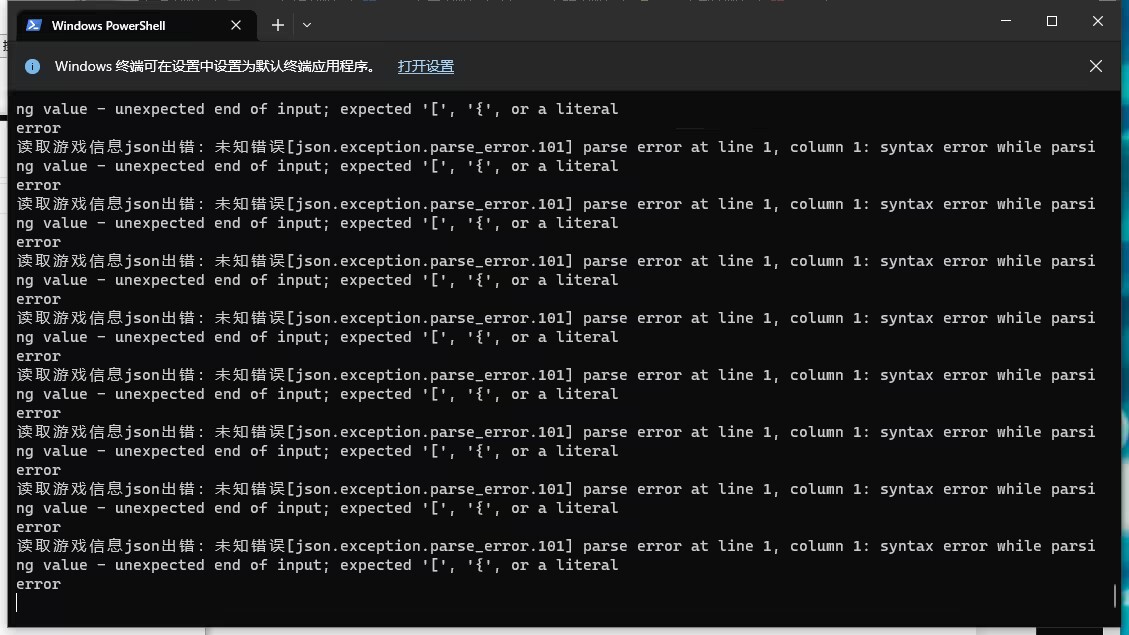 Windows PowerShell
Windows 终端可在设置中设置为默认终端应用程序。 打开设置
ng value - unexpected end of input; expected '[', '{', or a literal
error
读取游戏信息json出错: 未知错误[json.exception.parse_error.101] parse error at line 1, column 1: syntax error while parsi
ng value - unexpected end of input; expected '[', '{', or a literal
error
读取游戏信息json出错: 未知错误[json.exception.parse_error.101] parse error at line 1, column 1: syntax error while parsi
ng value - unexpected end of input; expected '[', '{', or a literal
error
读取游戏信息json出错: 未知错误[json.exception.parse_error.101] parse error at line 1, column 1: syntax error while parsi
ng value - unexpected end of input; expected '[', '{', or a literal
error
读取游戏信息json出错: 未知错误[json.exception.parse_error.101] parse error at line 1, column 1: syntax error while parsi
ng value - unexpected end of input; expected '[', '{', or a literal
error
读取游戏信息json出错: 未知错误[json.exception.parse_error.101] parse error at line 1, column 1: syntax error while parsi
ng value - unexpected end of input; expected '[', '{', or a literal
error
读取游戏信息json出错: 未知错误[json.exception.parse_error.101] parse error at line 1, column 1: syntax error while parsi
ng value - unexpected end of input; expected '[', '{', or a literal
error
读取游戏信息json出错: 未知错误[json.exception.parse_error.101] parse error at line 1, column 1: syntax error while parsi
ng value - unexpected end of input; expected '[', '{', or a literal
error
读取游戏信息json出错: 未知错误[json.exception.parse_error.101] parse error at line 1, column 1: syntax error while parsi
ng value - unexpected end of input; expected '[', '{', or a literal
error